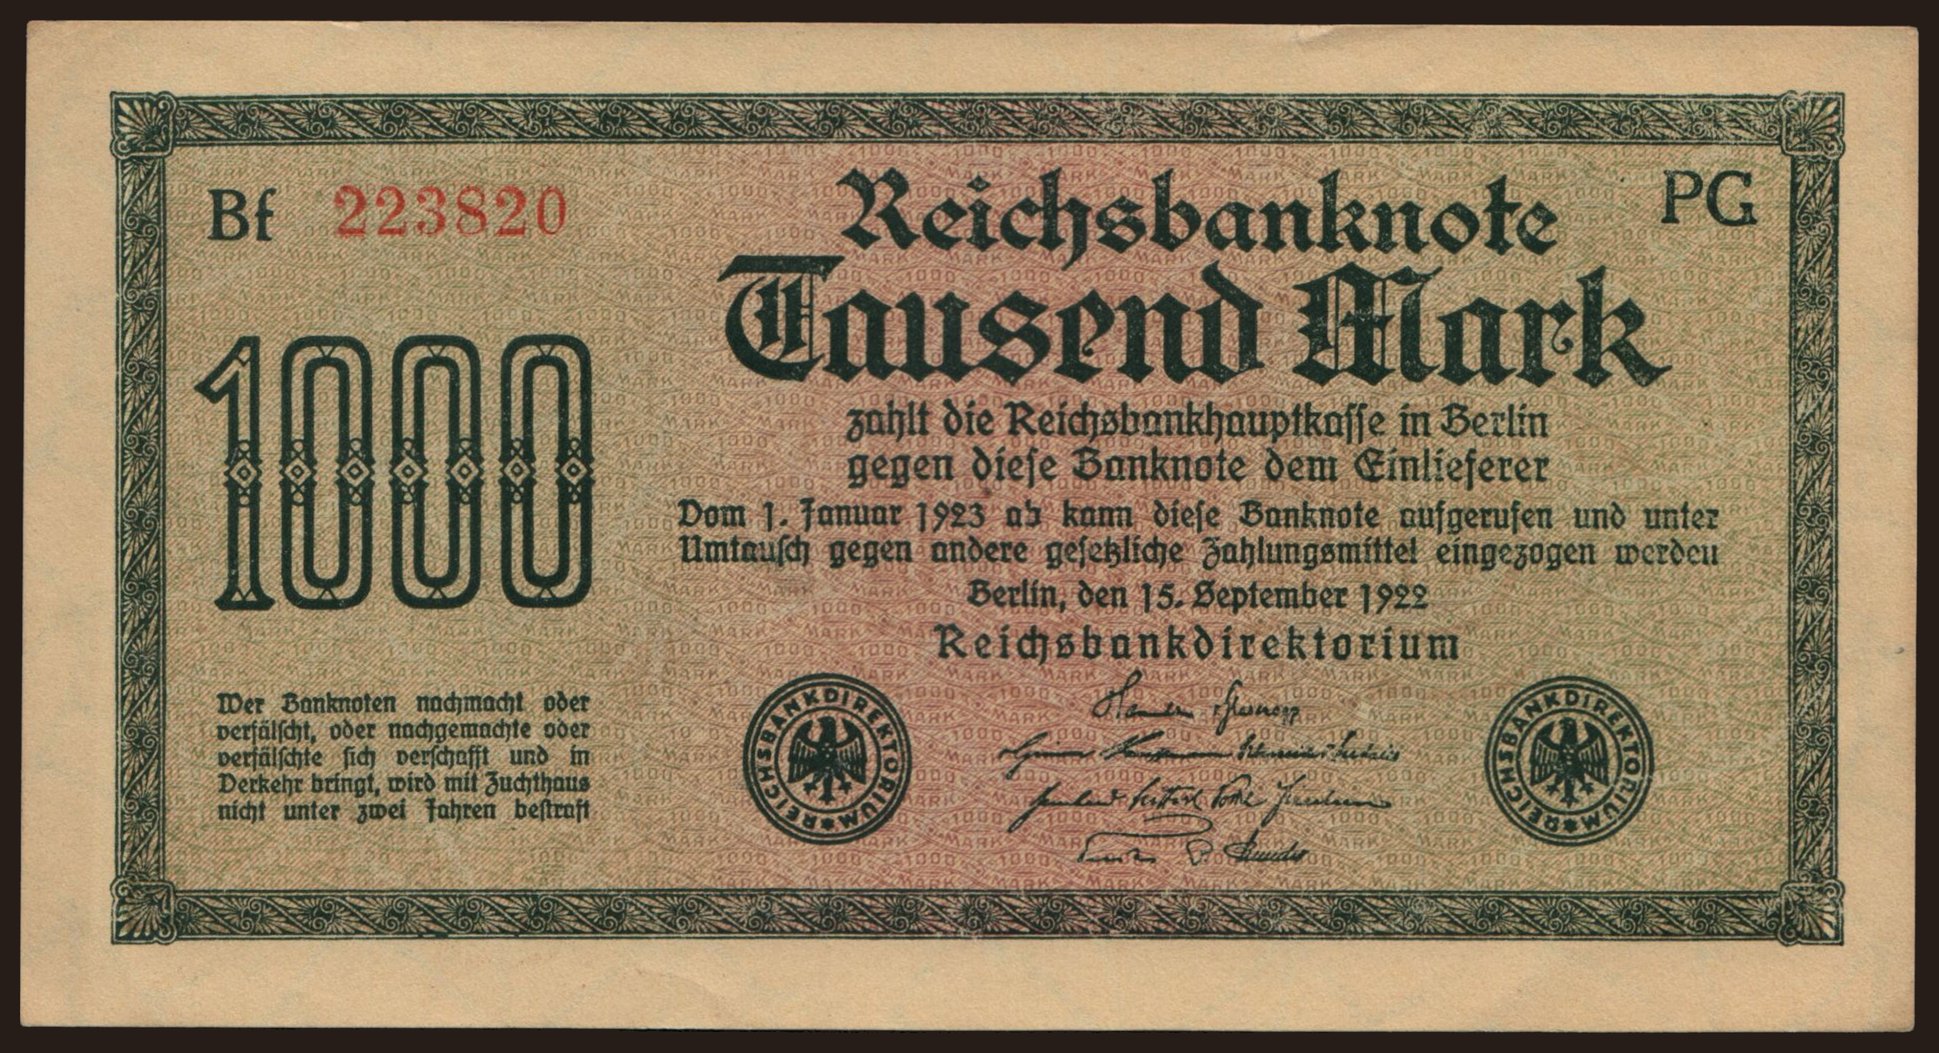 Bf 223820
Reichsbanknote
PG
Tausend Mark
1000
zahlt die Reichsbankhauptkasse in Berlin
gegen diese Banknote dem Einlieferer
Vom 1. Januar 1923 ab kann diese Banknote aufgerufen und unter
Umtausch gegen andere gesetzliche Zahlungsmittel eingezogen werden
Berlin, den 15. September 1922
Reichsbankdirektorium
Wer Banknoten nachmacht oder
verfälscht, oder nachgemachte oder
verfälschte sich verschafft und in
Verkehr bringt, wird mit Zuchthaus
nicht unter zwei Jahren bestraft
REICHSBANKDIREKTORIUM
REICHSBANKDIREKTORIUM